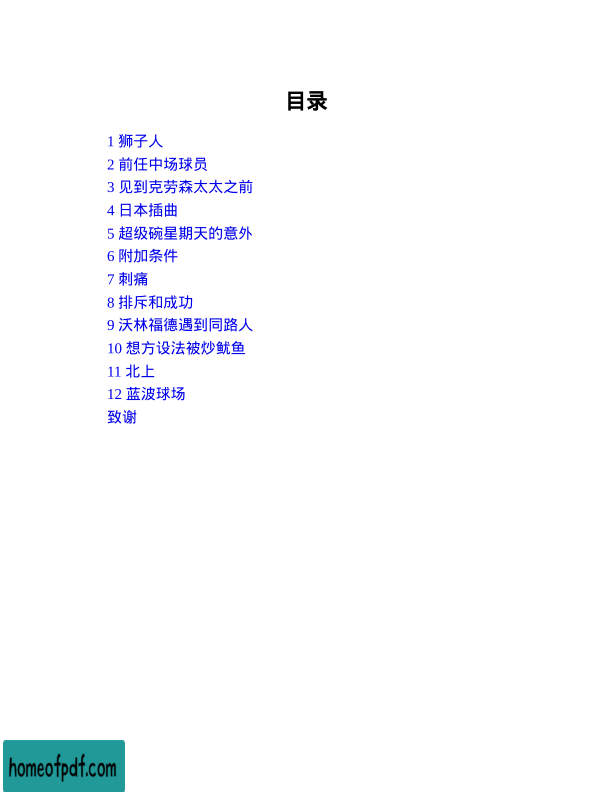 目录
1 狮子人
2 前任中场球员
3 见到克劳森太太之前
4 日本插曲
5 超级碗星期天的意外
6 附加条件
7 刺痛
8 排斥和成功
9 沃林福德遇到同路人
10 想方设法被炒鱿鱼
11 北上
12 蓝波球场
致谢
homeofpdf.com